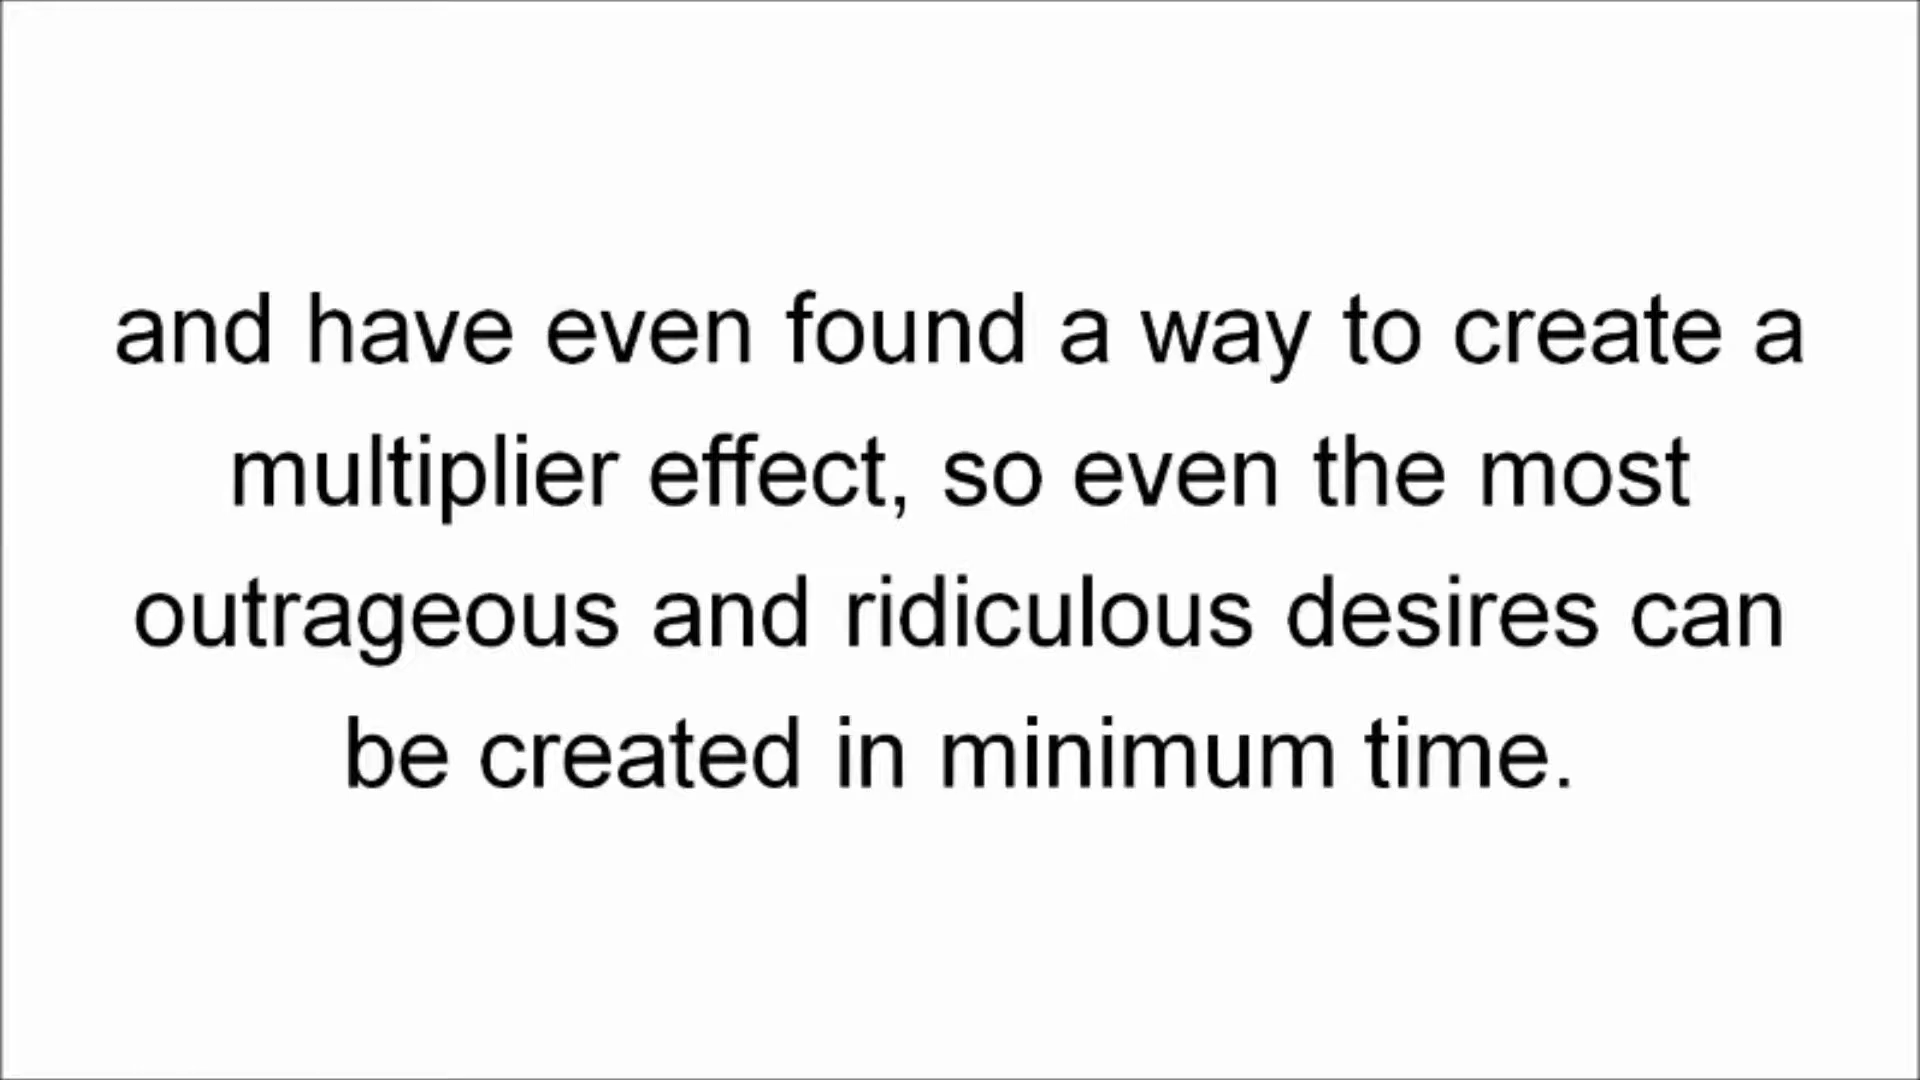 and have even found a way to create a
multiplier effect, so even the most
outrageous and ridiculous desires can
be created in minimum time.